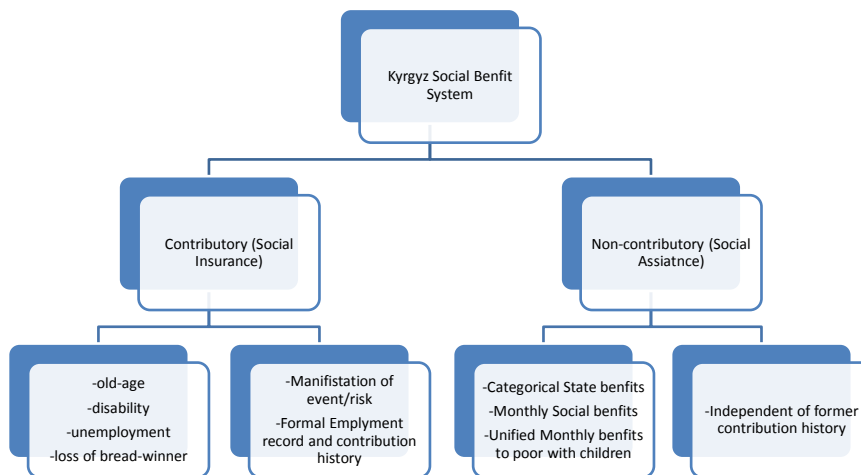 Kyrgyz Social Benfit
System
Contributory (Social
Insurance)
Non-contributory (Social
Assiatnce)
-old-age
-disability
-unemployment
-loss of bread-winner
-Manifistation of
event/risk
-Formal Emplyment
record and contribution
history
-Categorical State benfits
-Monthly Social benefits
-Unified Monthly benefits
to poor with children
-Independent of former
contribution history